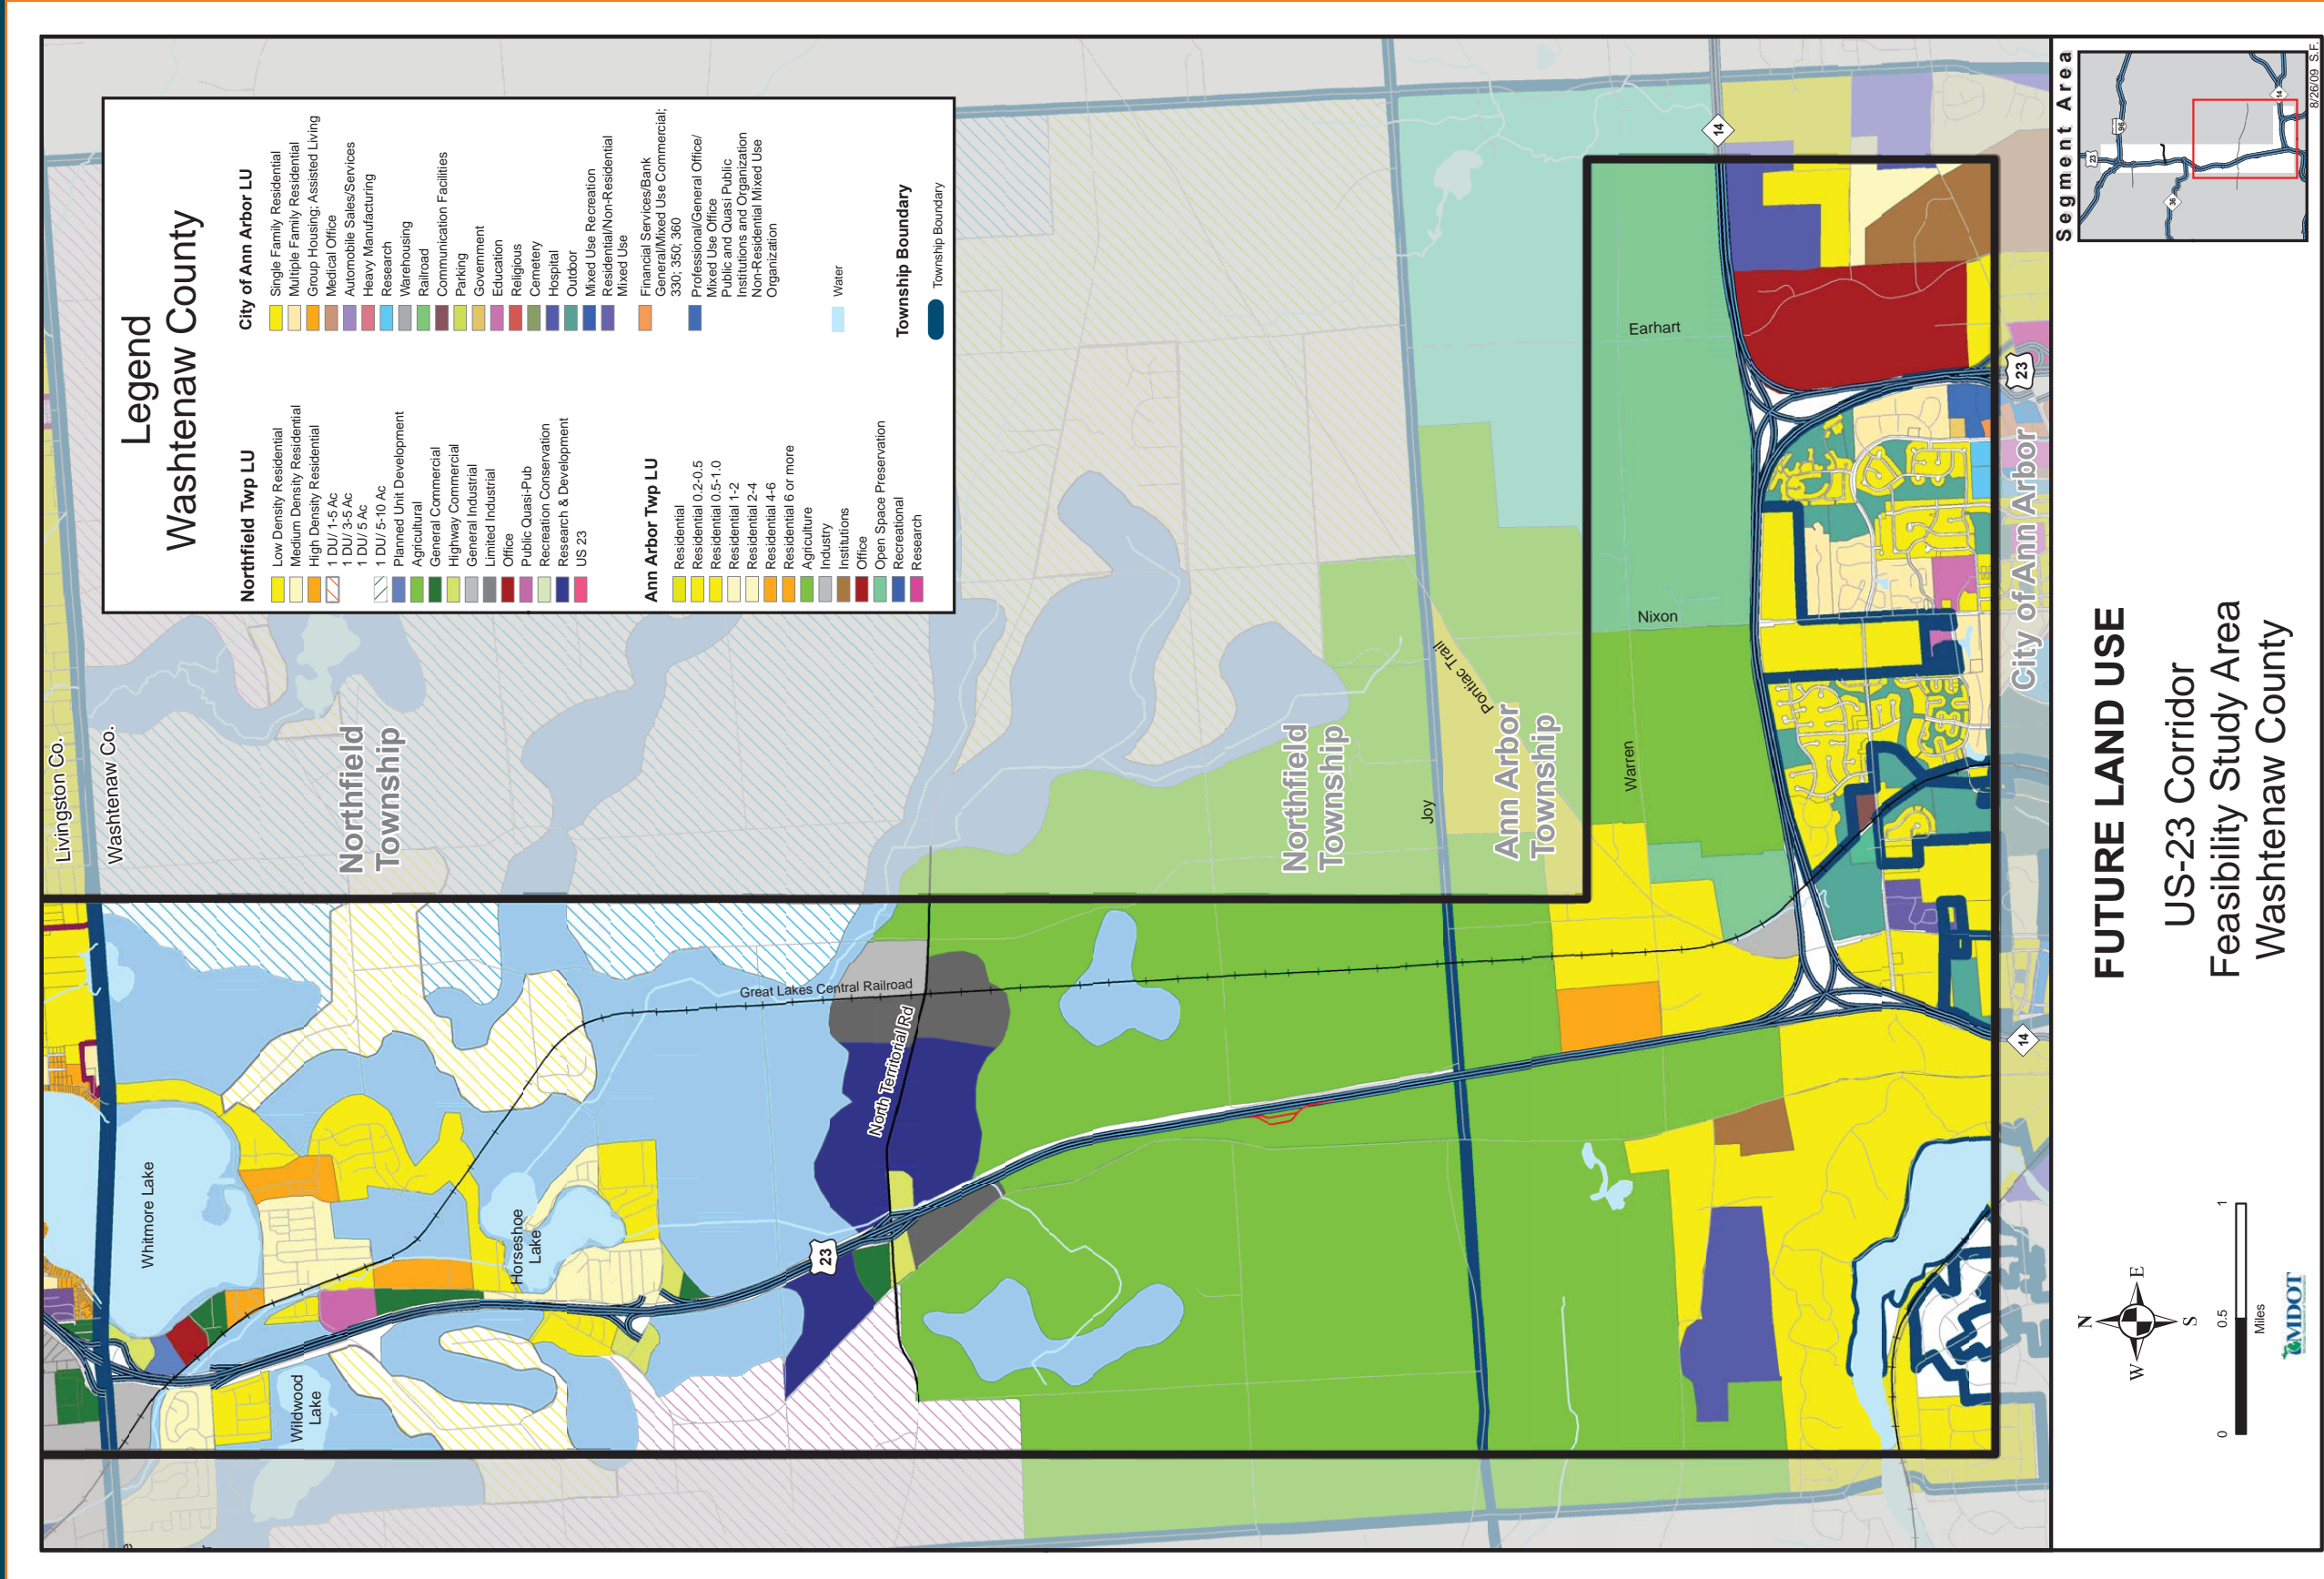 Legend
Washtenaw County
Northfield Twp LU
Low Density Residential
Medium Density Residential
High Density Residential
1 DU/ 1-5 Ac
1 DU/ 3-5 Ac
1 DU/ 5 Ac
1 DU/ 5-10 Ac
Planned Unit Development
Agricultural
General Commercial
Highway Commercial
General Industrial
Limited Industrial
Office
Public Quasi-Pub
Recreation Conservation
Research & Development
US 23
Ann Arbor Twp LU
Residential
Residential 0.2-0.5
Residential 0.5-1.0
Residential 1-2
Residential 2-4
Residential 4-6
Residential 6 or more
Agriculture
Industry
Institutions
Office
Open Space Preservation
Recreational
Research
City of Ann Arbor LU
Single Family Residential
Multiple Family Residential
Group Housing; Assisted Living
Medical Office
Automobile Sales/Services
Heavy Manufacturing
Research
Warehousing
Railroad
Communication Facilities
Parking
Government
Education
Religious
Cemetery
Hospital
Outdoor
Mixed Use Recreation
Residential/Non-Residential
Mixed Use
Financial Services/Bank
General/Mixed Use Commercial;
330; 350; 360
Professional/General Office/
Mixed Use Office
Public and Quasi Public
Institutions and Organization
Non-Residential Mixed Use
Organization
Water
Township Boundary
Township Boundary
Livingston Co.
Washtenaw Co.
Northfield
Township
Whitmore Lake
Horseshoe
Lake
Wildwood
Lake
Great Lakes Central Railroad
North Territorial Rd
23
Northfield
Township
Joy
Pontiac Trail
Ann Arbor
Township
Warren
Nixon
Earhart
14
23
14
City of Ann Arbor
FUTURE LAND USE
US-23 Corridor
Feasibility Study Area
Washtenaw County
N
W
E
S
0
0.5
1
Miles
MDOT
Segment Area
23
96
36
14
8/26/09 S.F.